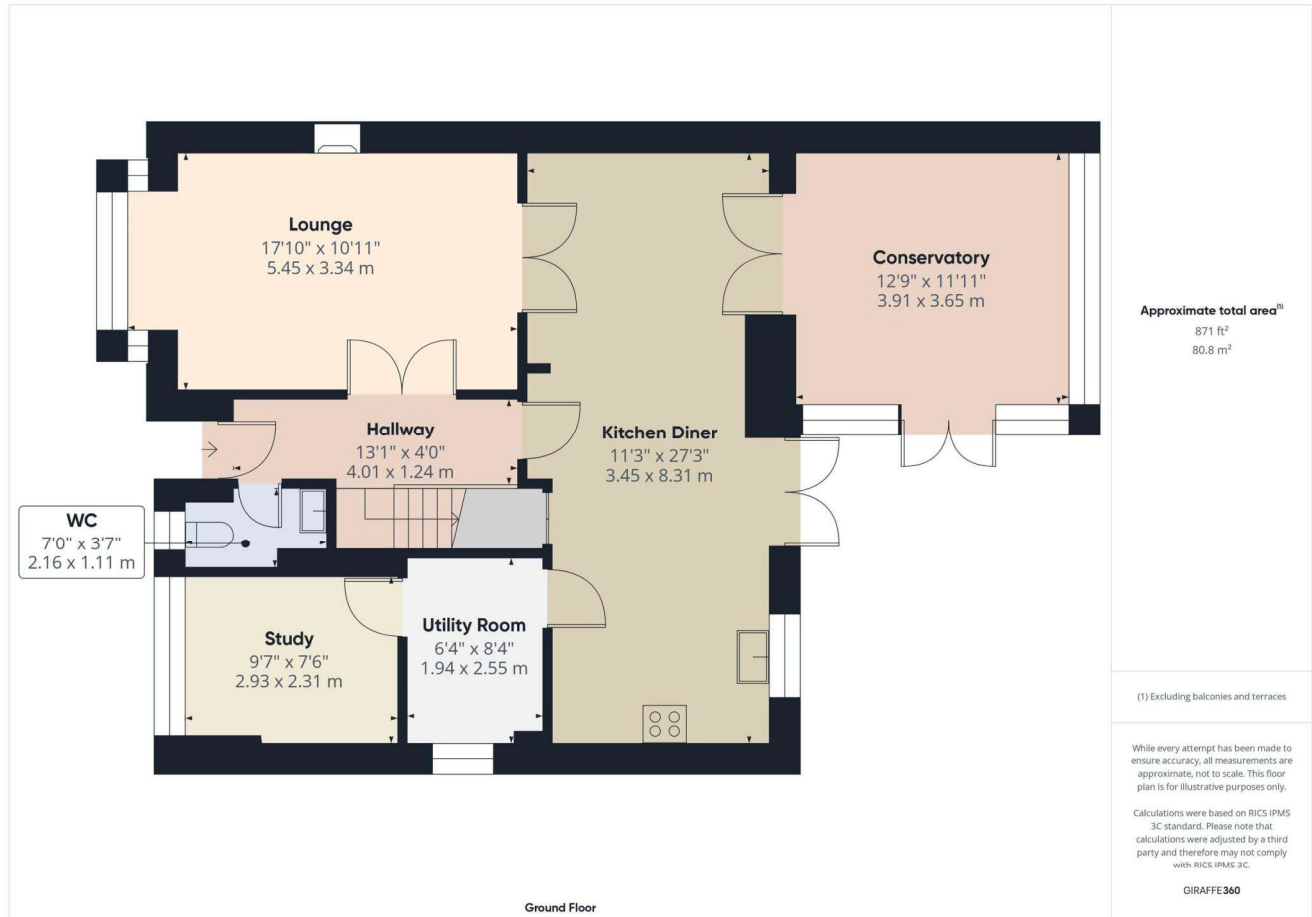 Lounge
17'10" x 10'11"
5.45 x 3.34 m
Conservatory
12'9" x 11'11"
3.91 x 3.65 m
Hallway
13'1" x 4'0"
4.01 x 1.24 m
Kitchen Diner
11'3" x 27'3"
3.45 x 8.31 m
WC
7'0" x 3'7"
2.16 x 1.11 m
Study
9'7" x 7'6"
2.93 x 2.31 m
Utility Room
6'4" x 8'4"
1.94 x 2.55 m
Ground Floor
Approximate total area(1)
871 ft²
80.8 m²
(1) Excluding balconies and terraces
While every attempt has been made to
ensure accuracy, all measurements are
approximate, not to scale. This floor
plan is for illustrative purposes only.
Calculations were based on RICS IPMS
3C standard. Please note that
calculations were adjusted by a third
party and therefore may not comply
with RICS IPMS 3C.
GIRAFFE360